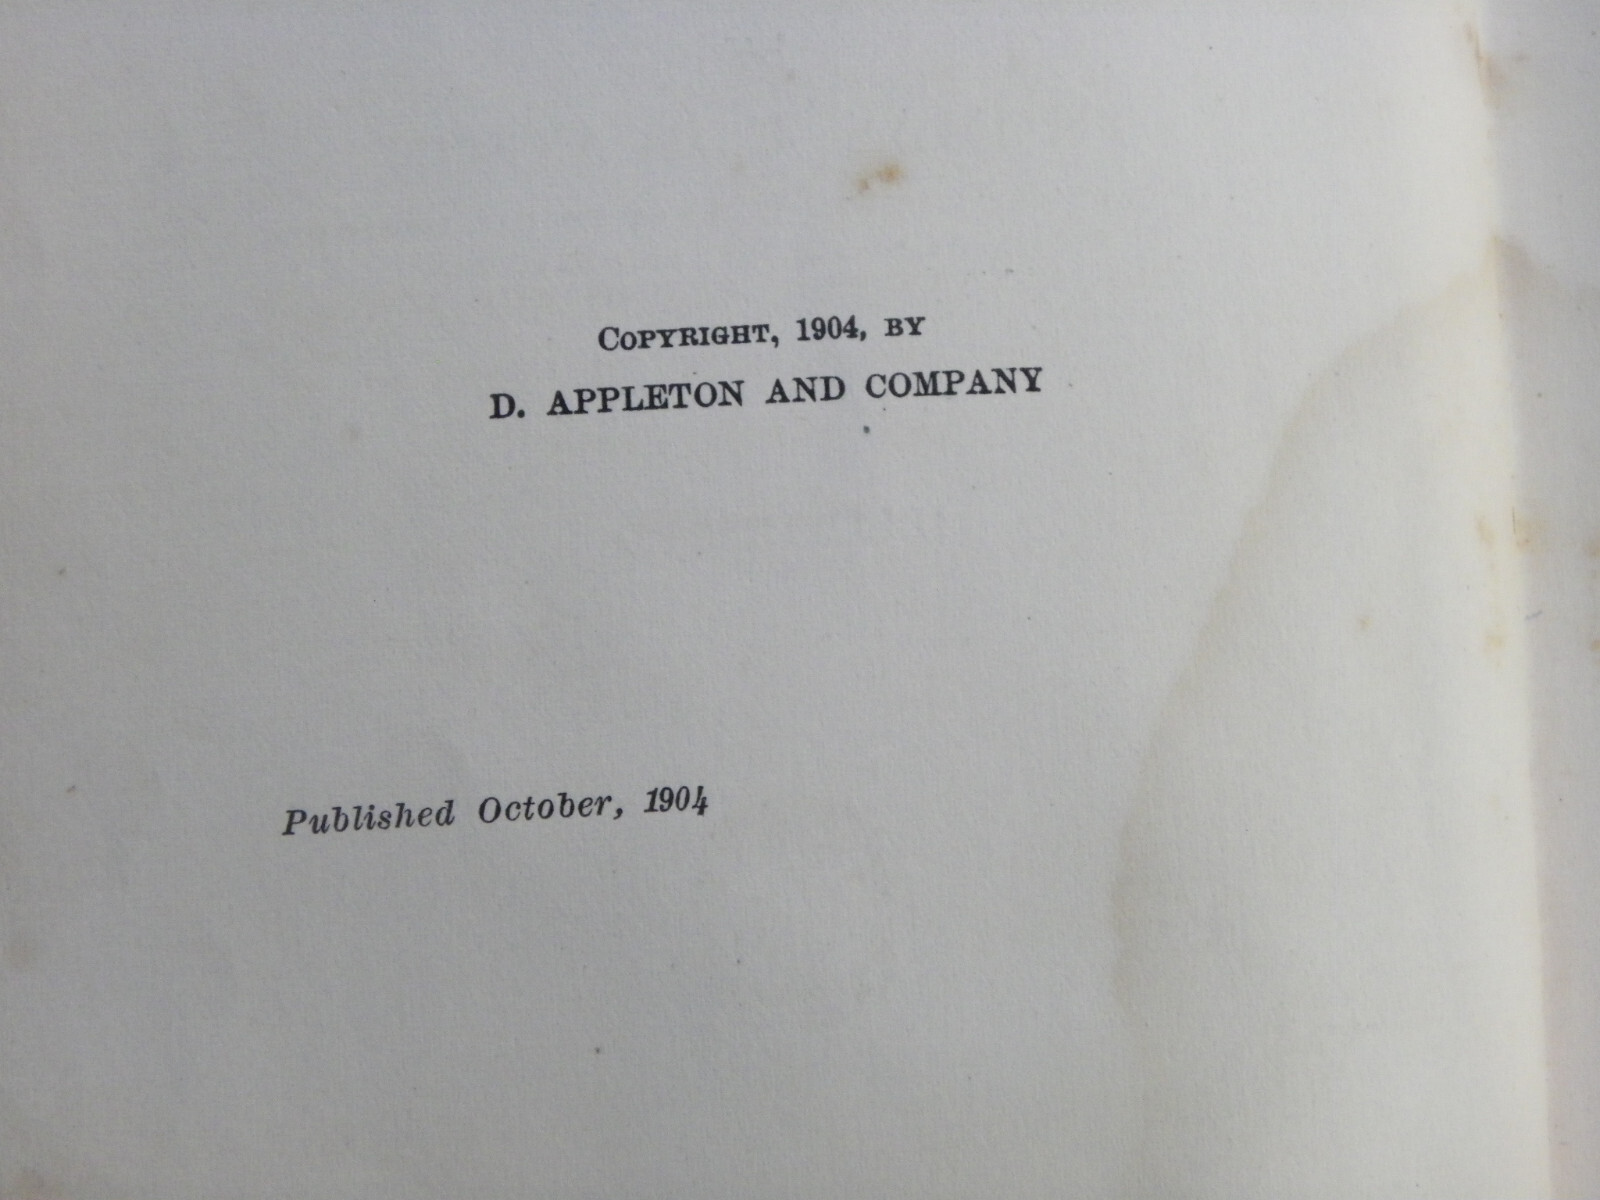 COPYRIGHT, 1904, BY
D. APPLETON AND COMPANY
Published October, 1904